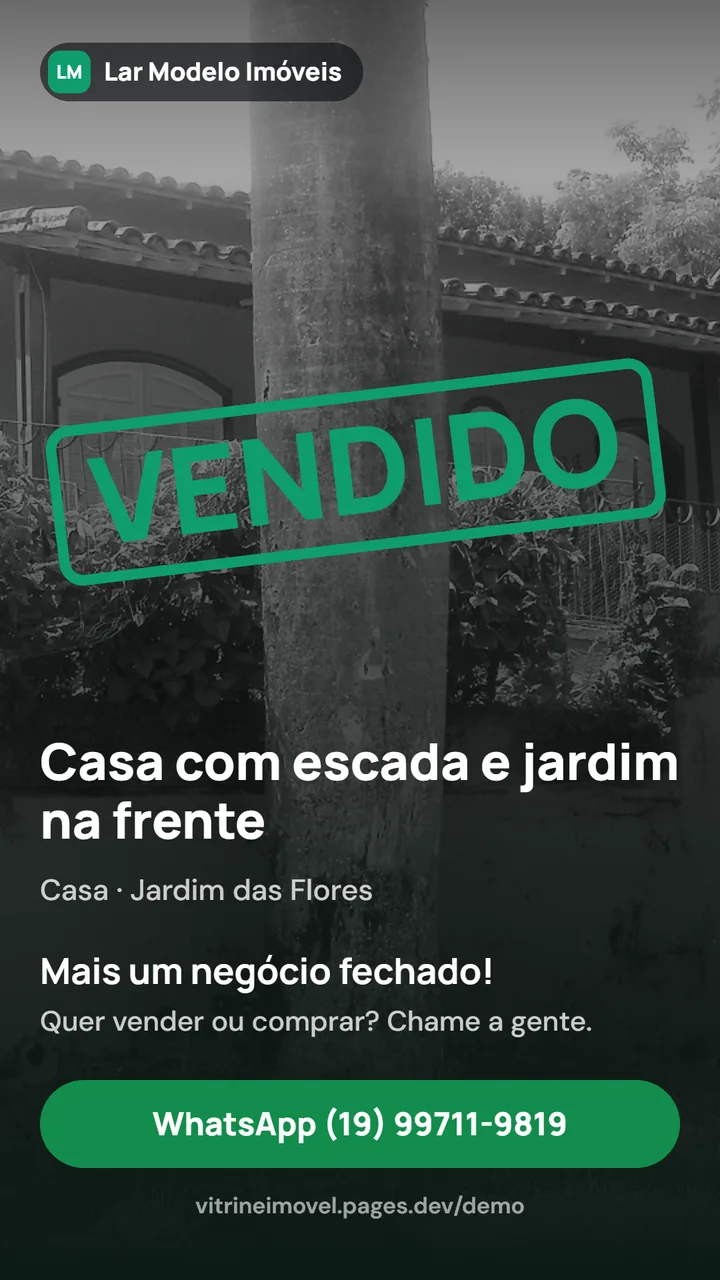 LM Lar Modelo Imóveis
VENDIDO
Casa com escada e jardim
na frente
Casa · Jardim das Flores
Mais um negócio fechado!
Quer vender ou comprar? Chame a gente.
WhatsApp (19) 99711-9819
vitrineimovel.pages.dev/demo